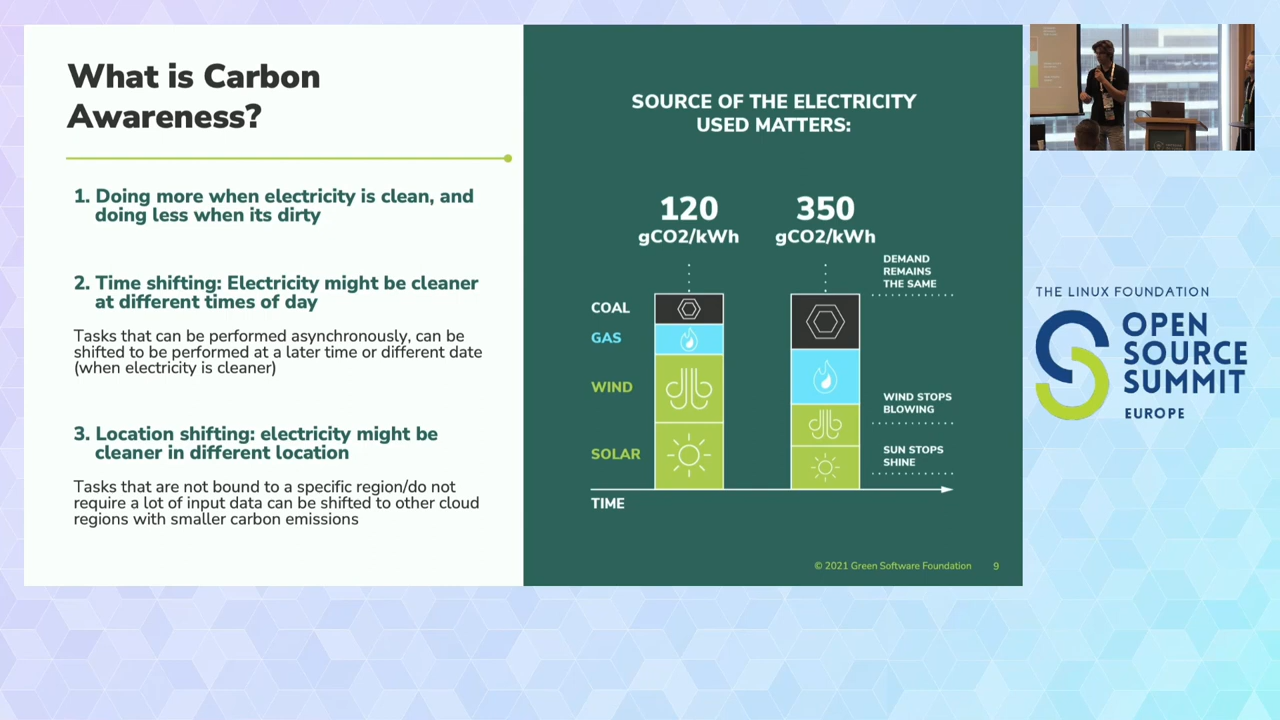 What is Carbon
Awareness?
1. Doing more when electricity is clean, and
doing less when its dirty
2. Time shifting: Electricity might be cleaner
at different times of day
Tasks that can be performed asynchronously, can be
shifted to be performed at a later time or different date
(when electricity is cleaner)
3. Location shifting: electricity might be
cleaner in different location
Tasks that are not bound to a specific region/do not
require a lot of input data can be shifted to other cloud
regions with smaller carbon emissions
SOURCE OF THE ELECTRICITY
USED MATTERS:
120
gCO2/kWh
350
gCO2/kWh
DEMAND
REMAINS
THE SAME
COAL
GAS
WIND
SOLAR
WIND STOPS
BLOWING
SUN STOPS
SHINE
TIME
© 2021 Green Software Foundation
9
THE LINUX FOUNDATION
OPEN
SOURCE
SUMMIT
EUROPE